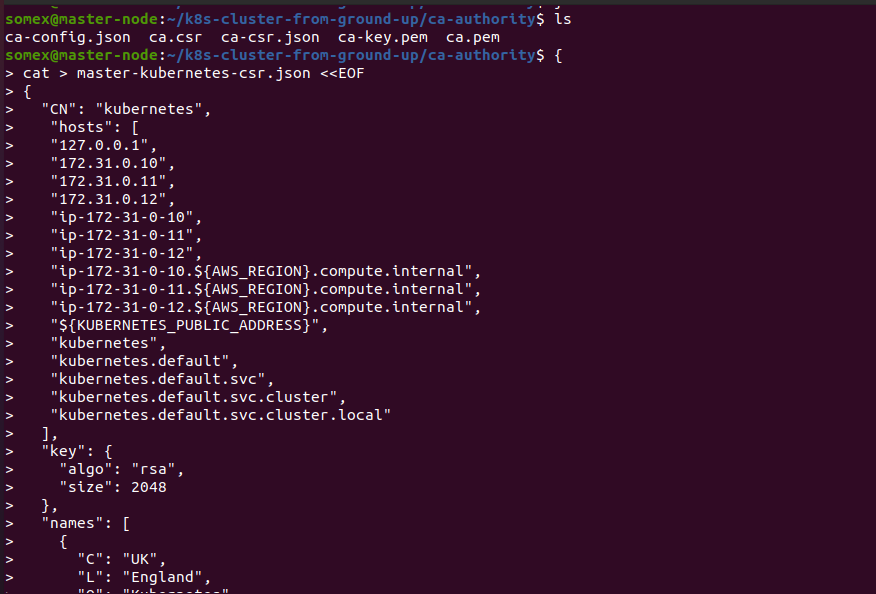 somex@master-node:~/k8s-cluster-from-ground-up/ca-authority$ ls
ca-config.json  ca.csr  ca-csr.json  ca-key.pem  ca.pem
somex@master-node:~/k8s-cluster-from-ground-up/ca-authority$ {
> cat > master-kubernetes-csr.json <<EOF
> {
>   "CN": "kubernetes",
>    "hosts": [
>    "127.0.0.1",
>    "172.31.0.10",
>    "172.31.0.11",
>    "172.31.0.12",
>    "ip-172-31-0-10",
>    "ip-172-31-0-11",
>    "ip-172-31-0-12",
>    "ip-172-31-0-10.${AWS_REGION}.compute.internal",
>    "ip-172-31-0-11.${AWS_REGION}.compute.internal",
>    "ip-172-31-0-12.${AWS_REGION}.compute.internal",
>    "${KUBERNETES_PUBLIC_ADDRESS}",
>    "kubernetes",
>    "kubernetes.default",
>    "kubernetes.default.svc",
>    "kubernetes.default.svc.cluster",
>    "kubernetes.default.svc.cluster.local"
>   ],
>   "key": {
>     "algo": "rsa",
>     "size": 2048
>   },
>   "names": [
>     {
>       "C": "UK",
>       "L": "England",
>       "O": "Kubernetes",